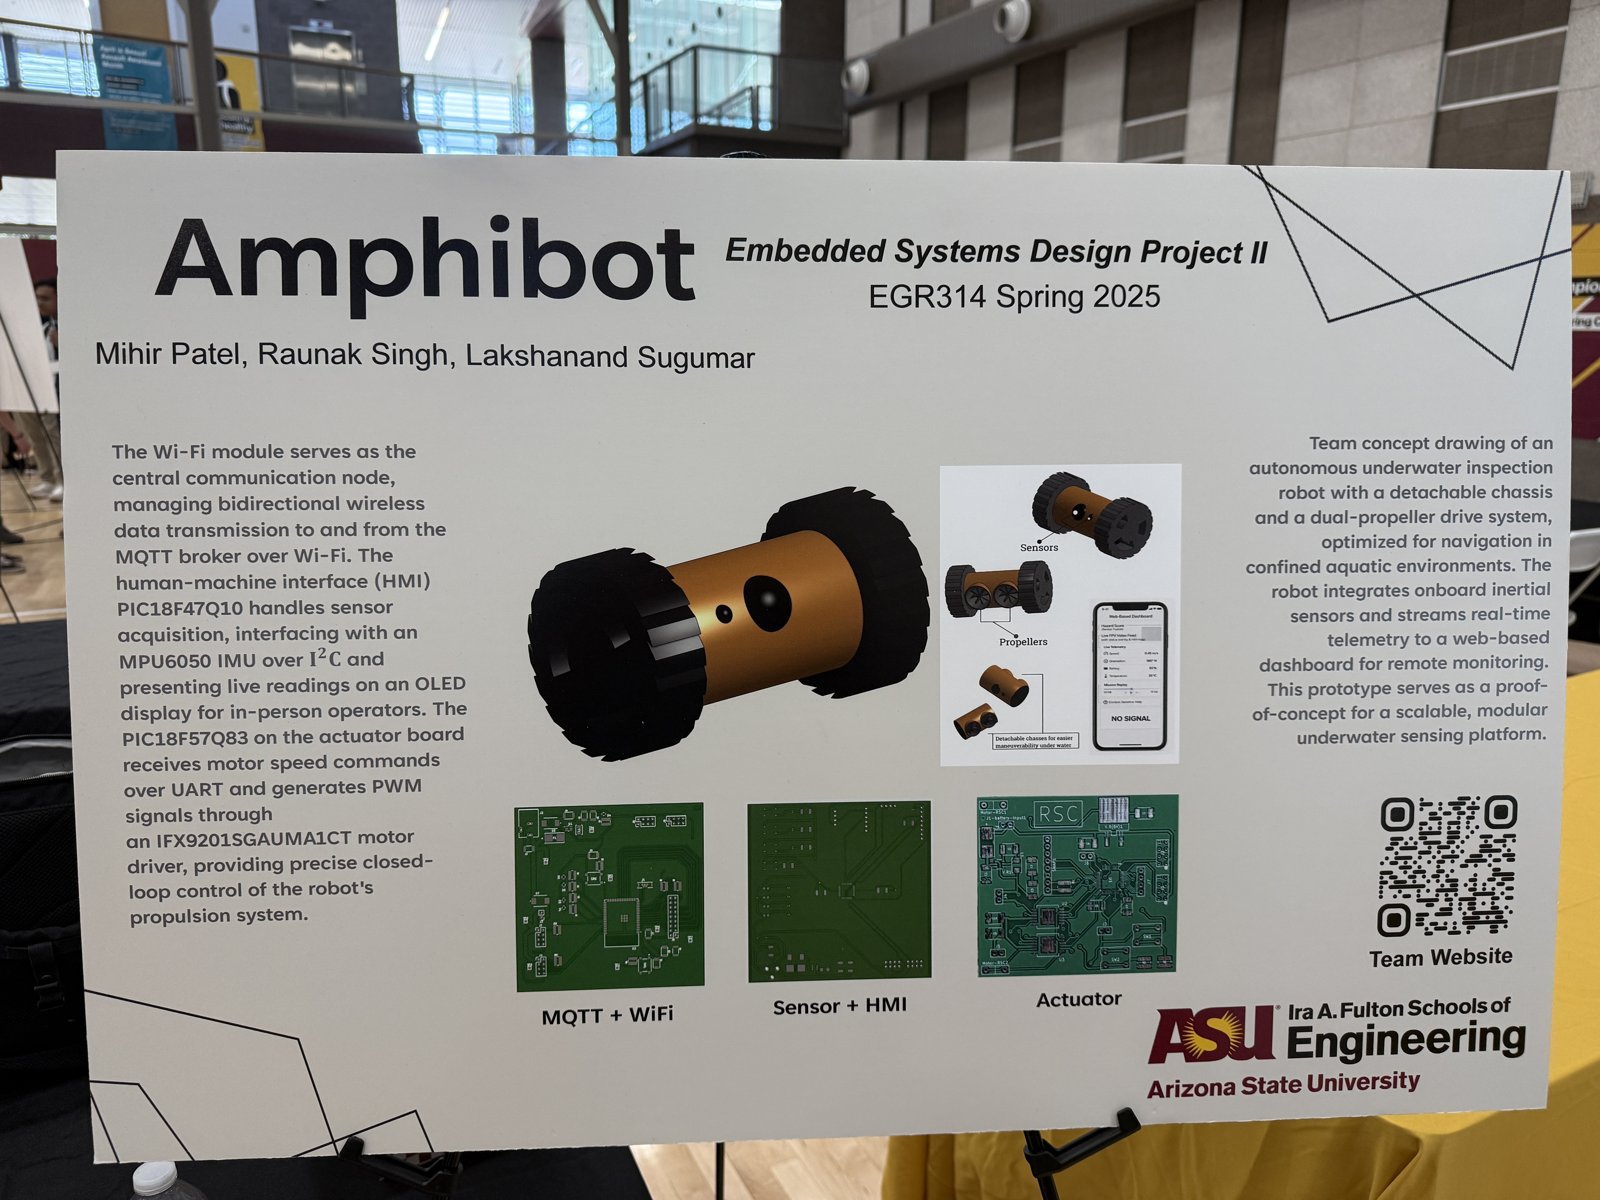 Amphibot
Embedded Systems Design Project II
EGR314 Spring 2025
Mihir Patel, Raunak Singh, Lakshanand Sugumar
The Wi-Fi module serves as the
central communication node,
managing bidirectional wireless
data transmission to and from the
MQTT broker over Wi-Fi. The
human-machine interface (HMI)
PIC18F47Q10 handles sensor
acquisition, interfacing with an
MPU6050 IMU over I²C and
presenting live readings on an OLED
display for in-person operators. The
PIC18F57Q83 on the actuator board
receives motor speed commands
over UART and generates PWM
signals through
an IFX9201SGAUMA1CT motor
driver, providing precise closed-
loop control of the robot's
propulsion system.
Sensors
Propellers
Detachable chasses for easier
maneuverability under water
Web-Based Dashboard
NO SIGNAL
Team concept drawing of an
autonomous underwater inspection
robot with a detachable chassis
and a dual-propeller drive system,
optimized for navigation in
confined aquatic environments. The
robot integrates onboard inertial
sensors and streams real-time
telemetry to a web-based
dashboard for remote monitoring.
This prototype serves as a proof-
of-concept for a scalable, modular
underwater sensing platform.
RSC
MQTT + WiFi
Sensor + HMI
Actuator
Team Website
ASU Ira A. Fulton Schools of
Engineering
Arizona State University